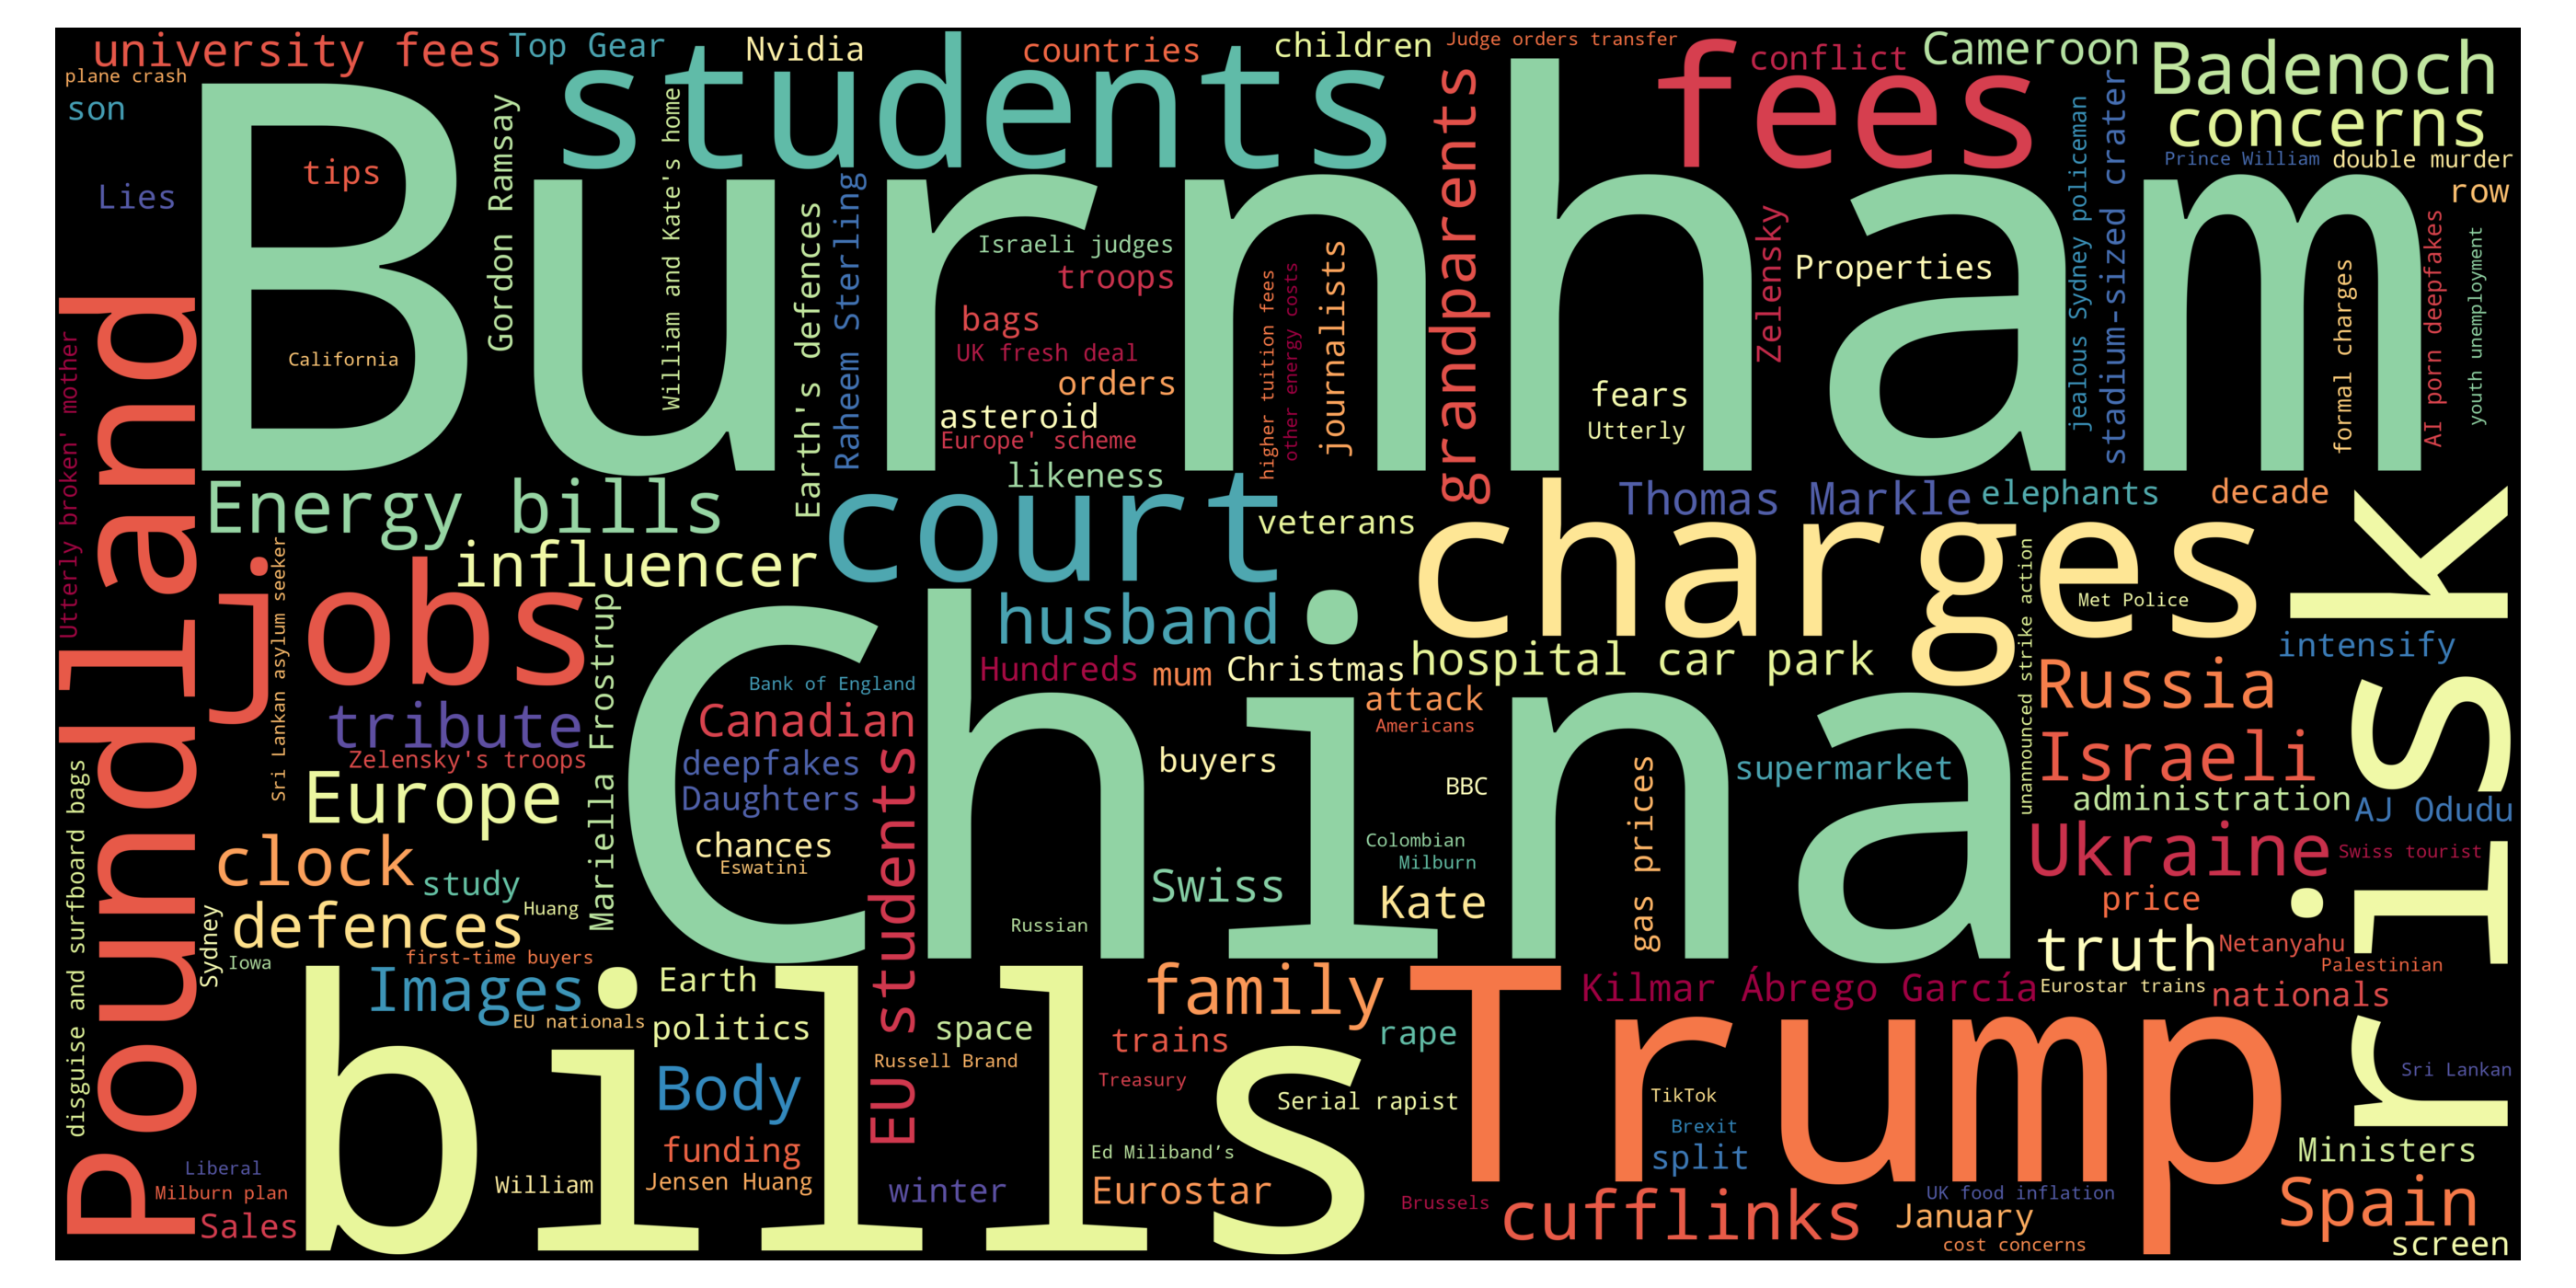 university fees
Top Gear
Nvidia
countries
children
Judge orders transfer
conflict
Cameroon
Badenoch
plane crash
son
students
fees
concerns
Prince William
double murder
row
Lies
tips
Burnham
Gordon Ramsay
William and Kate's home
Earth's defences
Raheem Sterling
Israeli judges
troops
bags
UK fresh deal
orders
asteroid
Europe' scheme
likeness
higher tuition fees
other energy costs
journalists
grandparents
Zelensky
Properties
fears
Utterly
jealous Sydney policeman
stadium-sized crater
formal charges
AI porn deepfakes
youth unemployment
California
Utterly broken' mother
Poundland
Energy bills
court
veterans
Thomas Markle
elephants
decade
influencer
charges
risk
jobs
Sri Lankan asylum seeker
husband
Met Police
unannounced strike action
intensify
Hundreds
mum
Christmas
hospital car park
Russia
Bank of England
attack
Americans
tribute
Mariella Frostrup
Canadian
China
Zelensky's troops
deepfakes
Daughters
EU students
buyers
BBC
gas prices
supermarket
Israeli
administration
AJ Odudu
Europe
disguise and surfboard bags
chances
Eswatini
Colombian
Milburn
Ukraine
Swiss tourist
clock
study
Swiss
Kate
price
Huang
defences
Russian
Sydney
Iowa
first-time buyers
truth
Netanyahu
Palestinian
Images
Earth
family
Kilmar Ábrego García
Eurostar trains
nationals
EU nationals
politics
space
trains
rape
bills
Trump
Russell Brand
Body
Treasury
Serial rapist
TikTok
Sri Lankan
Brexit
funding
Ed Miliband’s
split
Ministers
Liberal
Milburn plan
William
Jensen Huang
winter
Eurostar
Brussels
cufflinks
UK food inflation
January
Spain
Sales
cost concerns
screen